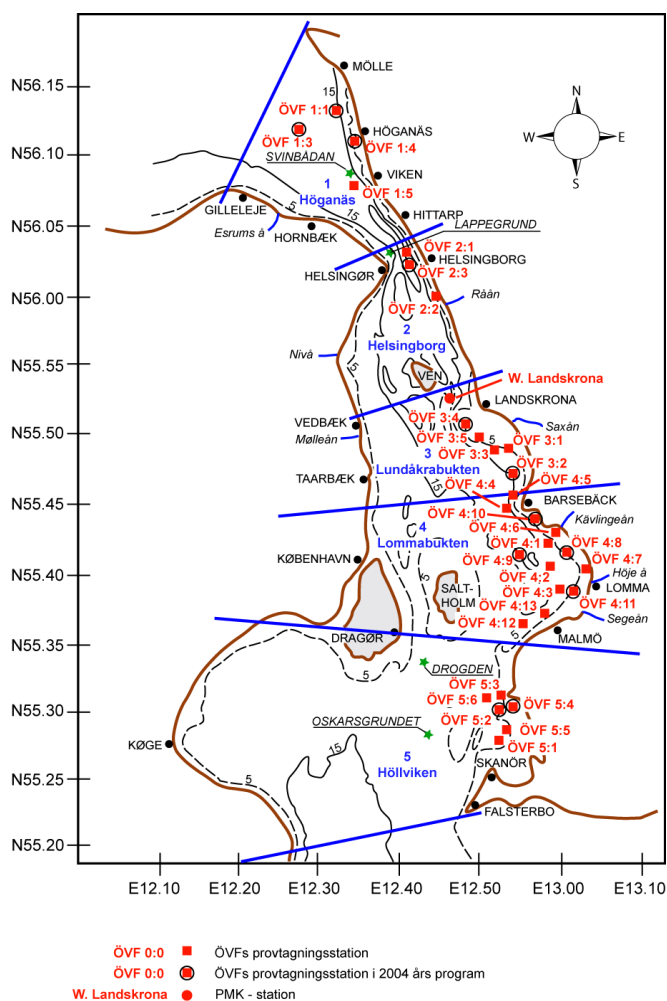 N56.15
N56.10
N56.05
N56.00
N55.55
N55.50
N55.45
N55.40
N55.35
N55.30
N55.25
N55.20
MÖLLE
15
ÖVF 1:1
ÖVF 1:3
HÖGANÄS
ÖVF 1:4
SVINBÅDAN
VIKEN
5
1
Höganäs
ÖVF 1:5
GILLELEJE
15
HITTARP
Esrums å
HORNBÆK
LAPPEGRUND
ÖVF 2:1
HELSINGBORG
HELSINGØR
ÖVF 2:3
Råån
ÖVF 2:2
2
Helsingborg
Nivå
5
VEN
W. Landskrona
LANDSKRONA
VEDBÆK
Mølleån
ÖVF 3:4
Saxån
ÖVF 3:5
5
ÖVF 3:1
3
ÖVF 3:3
Lundåkrabukten
ÖVF 3:2
TAARBÆK
15
ÖVF 4:4
ÖVF 4:5
BARSEBÄCK
ÖVF 4:10
4
Lommabukten
ÖVF 4:6
Kävlingeån
ÖVF 4:1
ÖVF 4:8
KØBENHAVN
ÖVF 4:9
ÖVF 4:7
5
ÖVF 4:2
Höje å
SALT-
HOLM
ÖVF 4:3
LOMMA
ÖVF 4:13
ÖVF 4:11
ÖVF 4:12
Segeån
DRAGØR
5
MALMÖ
5
DROGDEN
ÖVF 5:3
ÖVF 5:6
ÖVF 5:4
OSKARSGRUNDET
ÖVF 5:2
ÖVF 5:5
KØGE
15
5
Höllviken
ÖVF 5:1
SKANÖR
5
FALSTERBO
N
W
E
S
E12.10 E12.20 E12.30 E12.40 E12.50 E13.00 E13.10
ÖVF 0:0 ÖVFs provtagningsstation
ÖVF 0:0 ÖVFs provtagningsstation i 2004 års program
W. Landskrona PMK - station